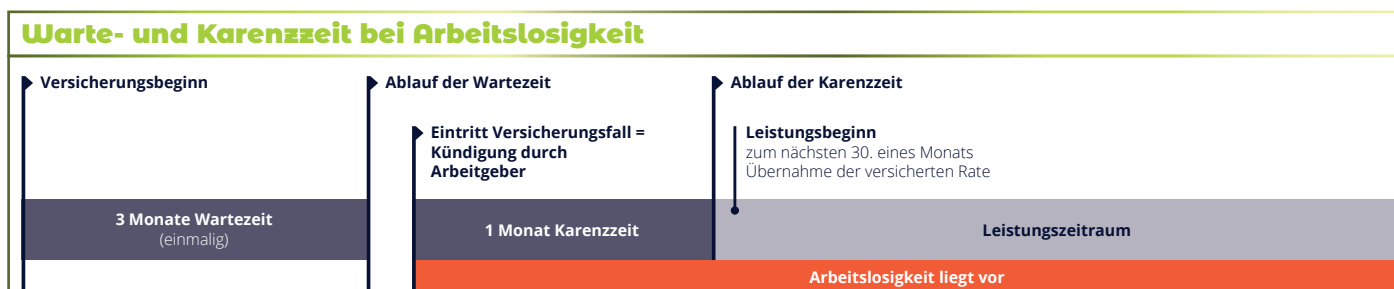 Warte- und Karenzzeit bei Arbeitslosigkeit
Versicherungsbeginn
Ablauf der Wartezeit
Ablauf der Karenzzeit
Eintritt Versicherungsfall =
Kündigung durch
Arbeitgeber
Leistungsbeginn
zum nächsten 30. eines Monats
Übernahme der versicherten Rate
3 Monate Wartezeit
(einmalig)
1 Monat Karenzzeit
Leistungszeitraum
Arbeitslosigkeit liegt vor